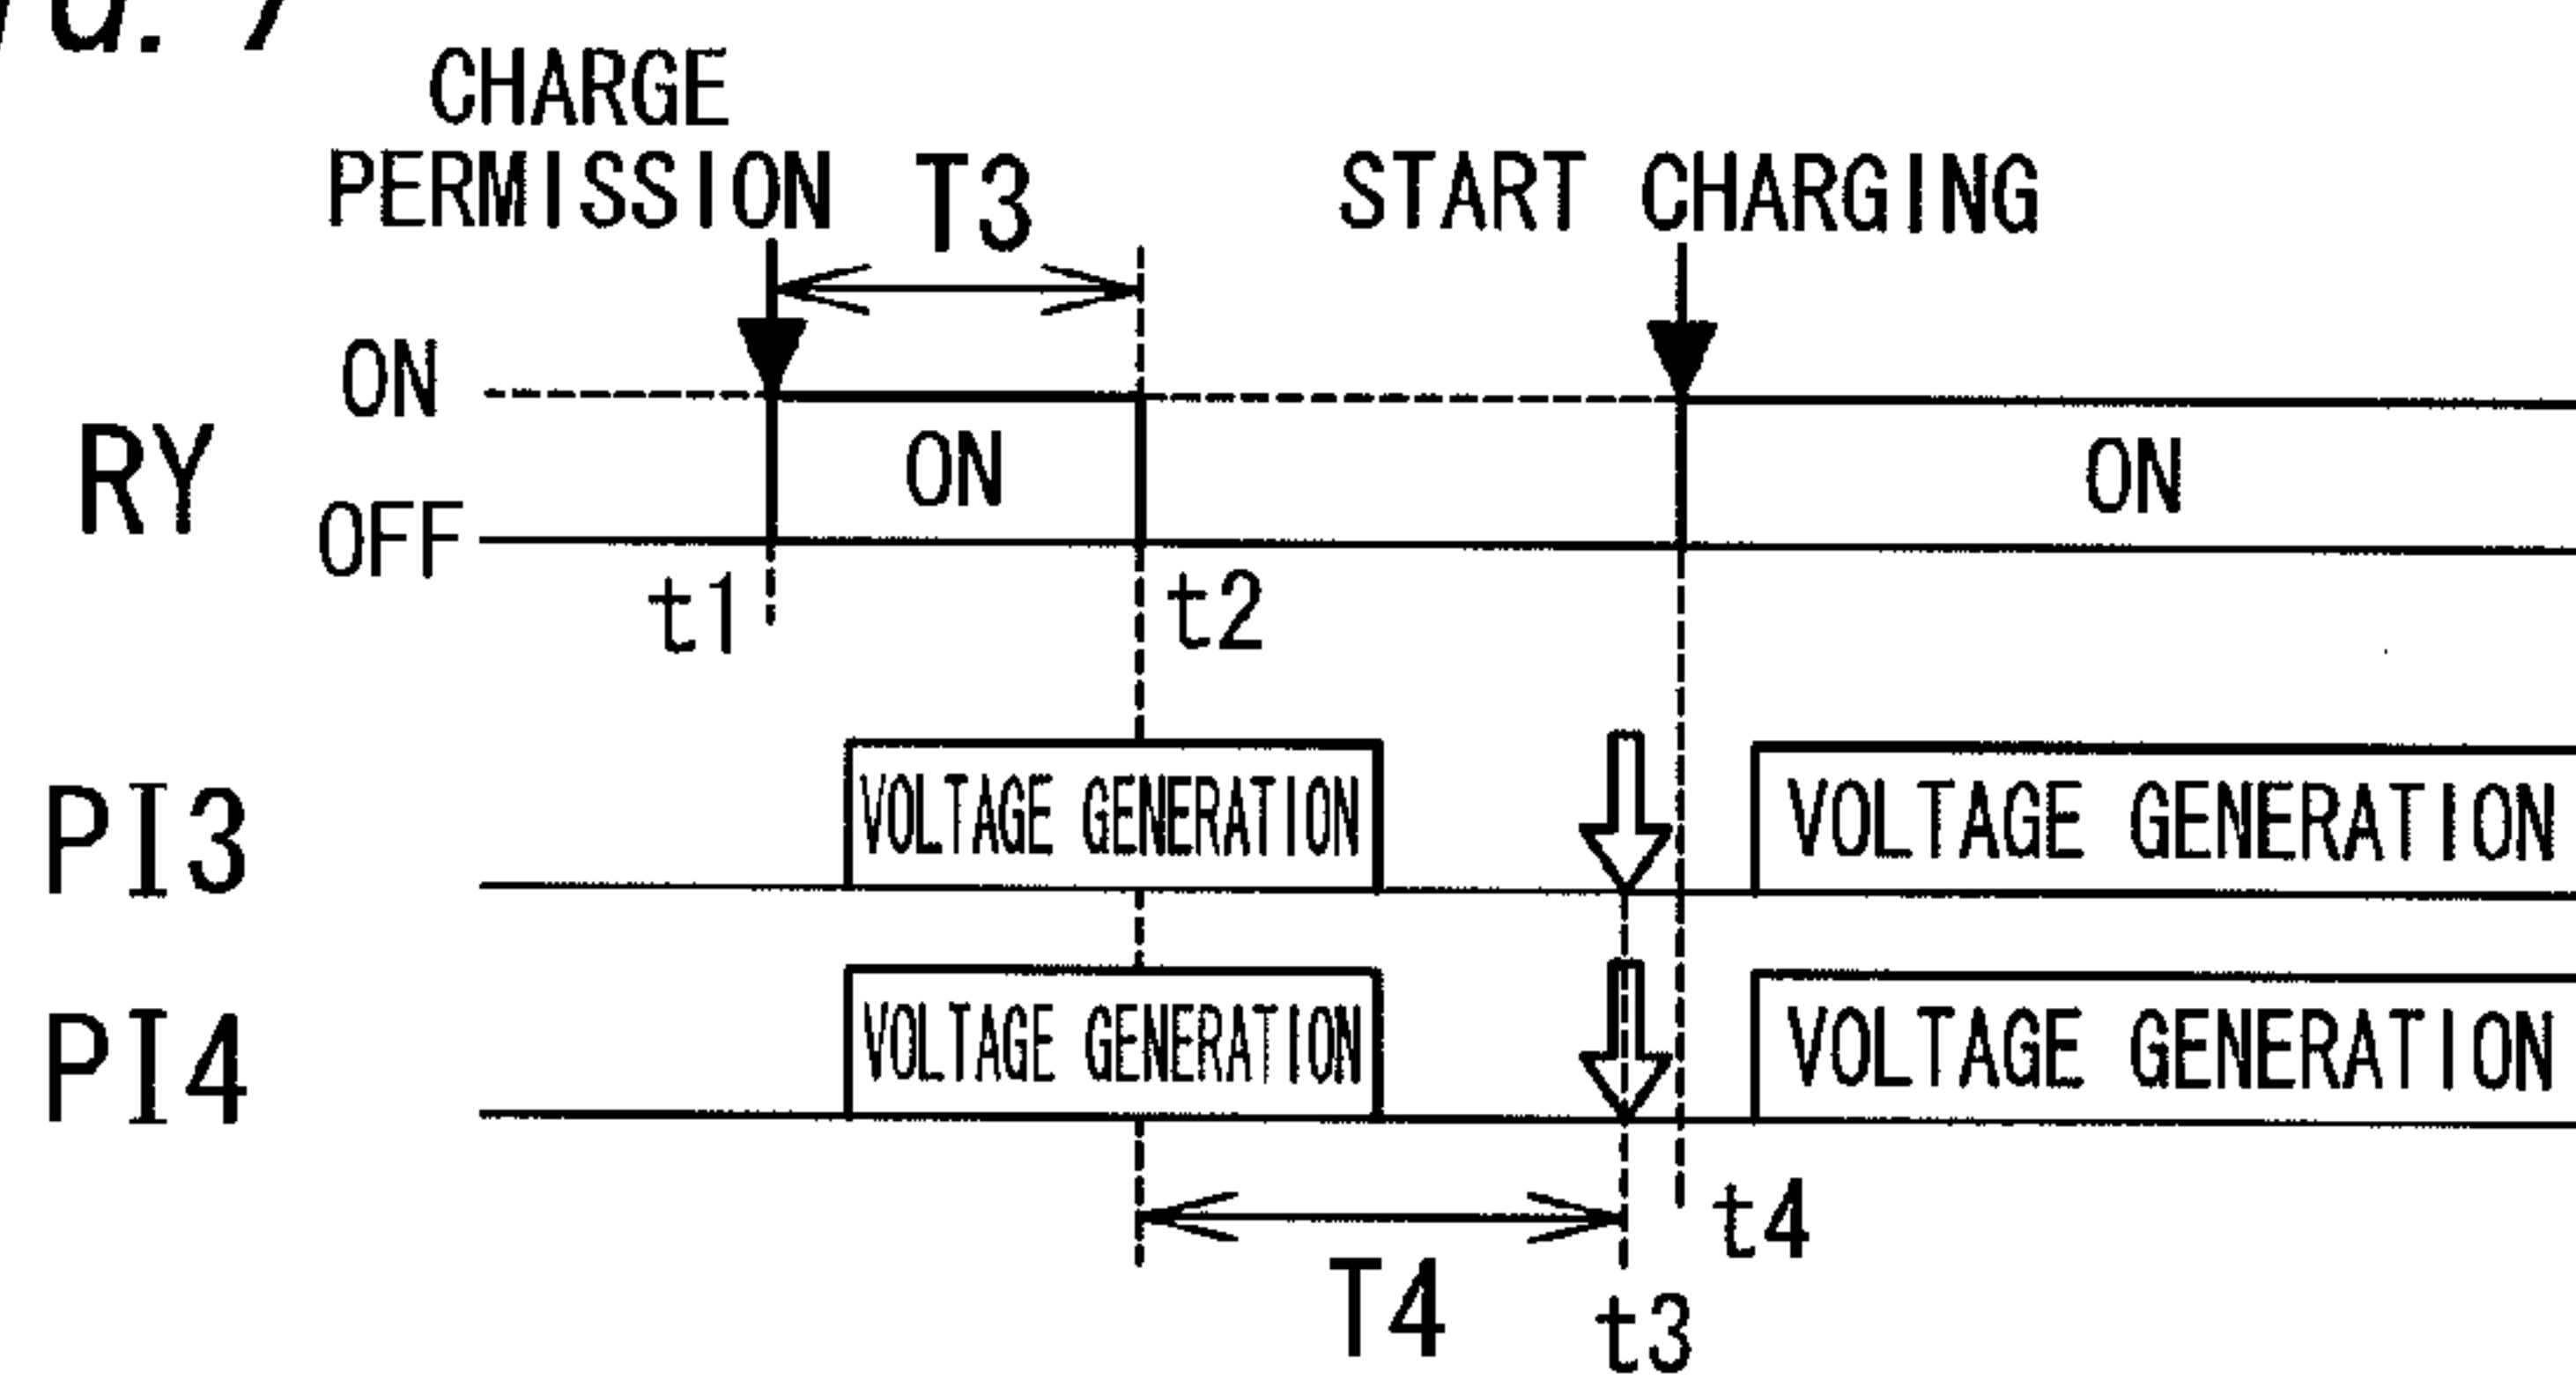 CHARGE
PERMISSION
T3
START CHARGING
ON
RY
ON
ON
OFF
t1
t2
PI3
VOLTAGE GENERATION
VOLTAGE GENERATION
PI4
VOLTAGE GENERATION
VOLTAGE GENERATION
T4
t4
t3